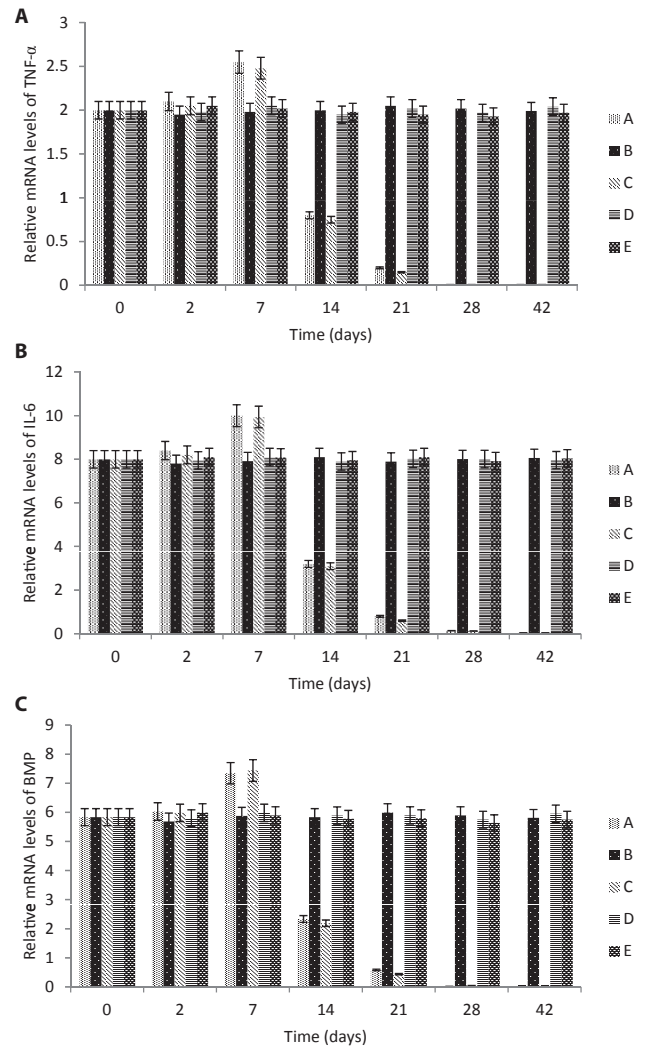 A
Relative mRNA levels of TNF-α
3
2.5
2
1.5
1
0.5
0
0 2 7 14 21 28 42
Time (days)
A
B
C
D
E
B
Relative mRNA levels of IL-6
12
10
8
6
4
2
0
0 2 7 14 21 28 42
Time (days)
A
B
C
D
E
C
Relative mRNA levels of BMP
9
8
7
6
5
4
3
2
1
0
0 2 7 14 21 28 42
Time (days)
A
B
C
D
E